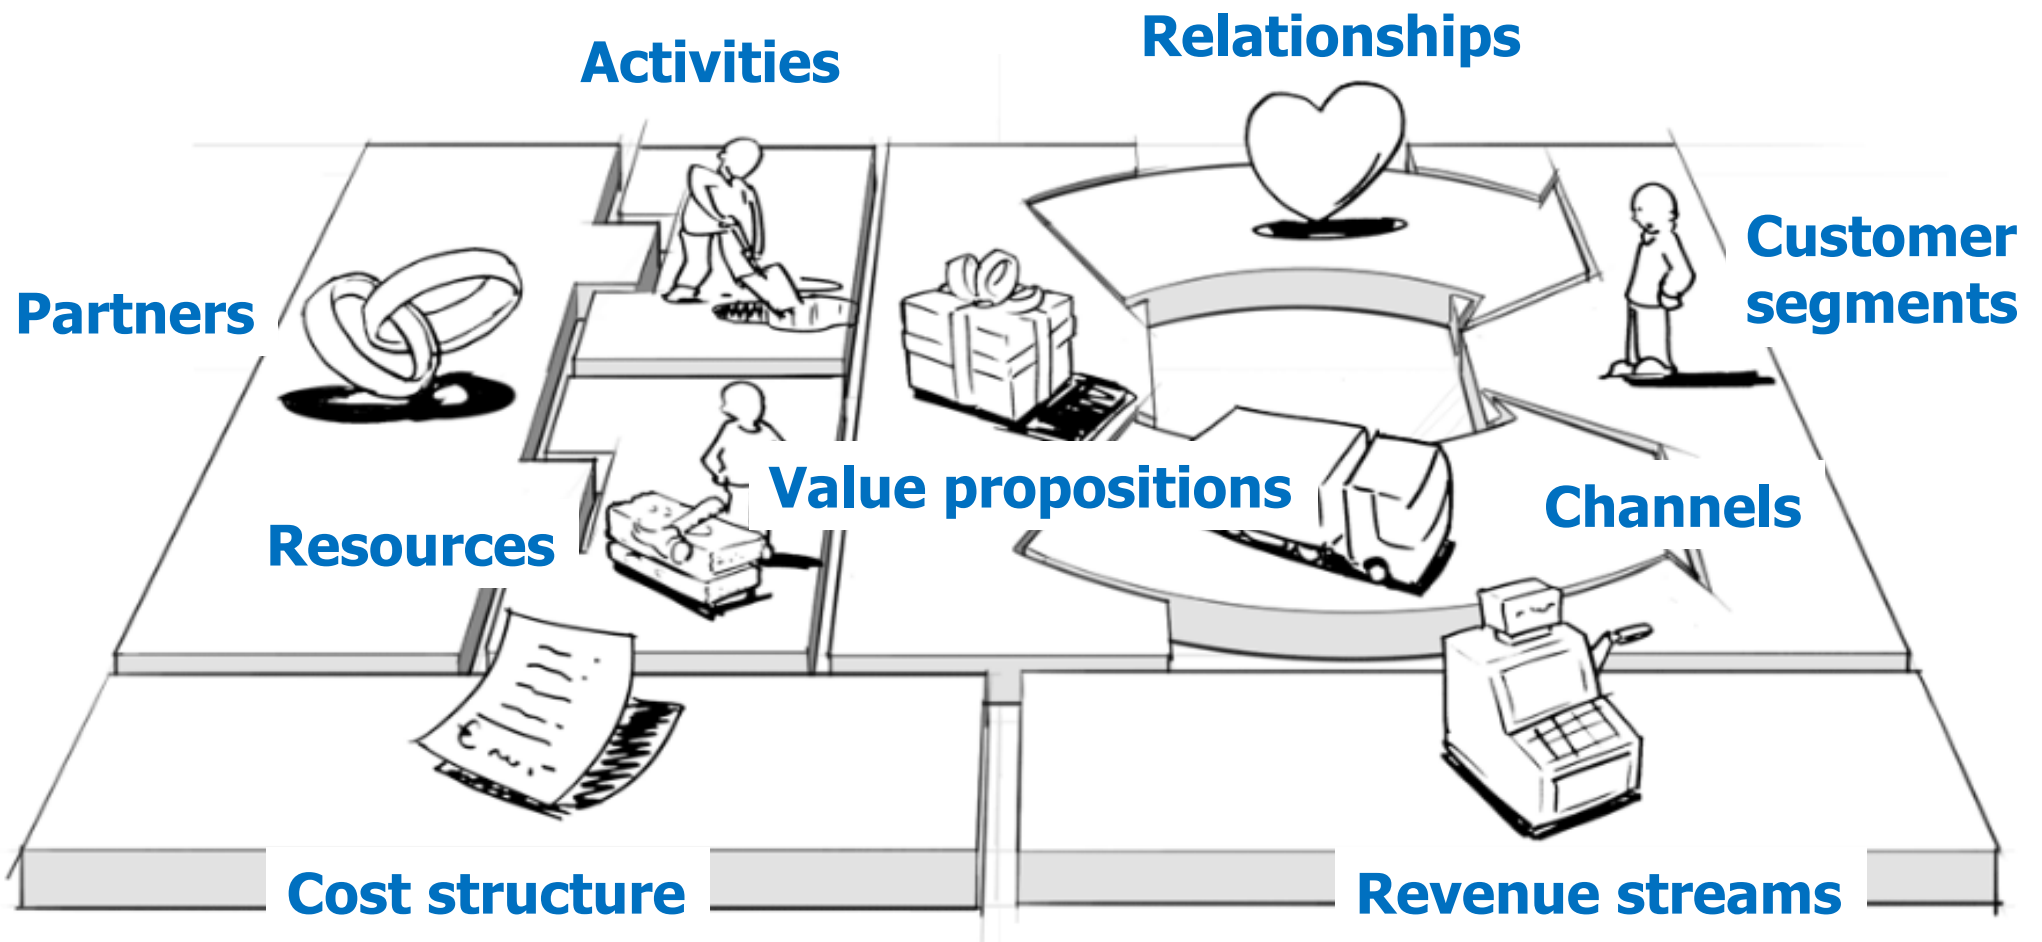 Relationships
Activities
Customer
segments
Partners
Value propositions
Channels
Resources
€
Cost structure
Revenue streams